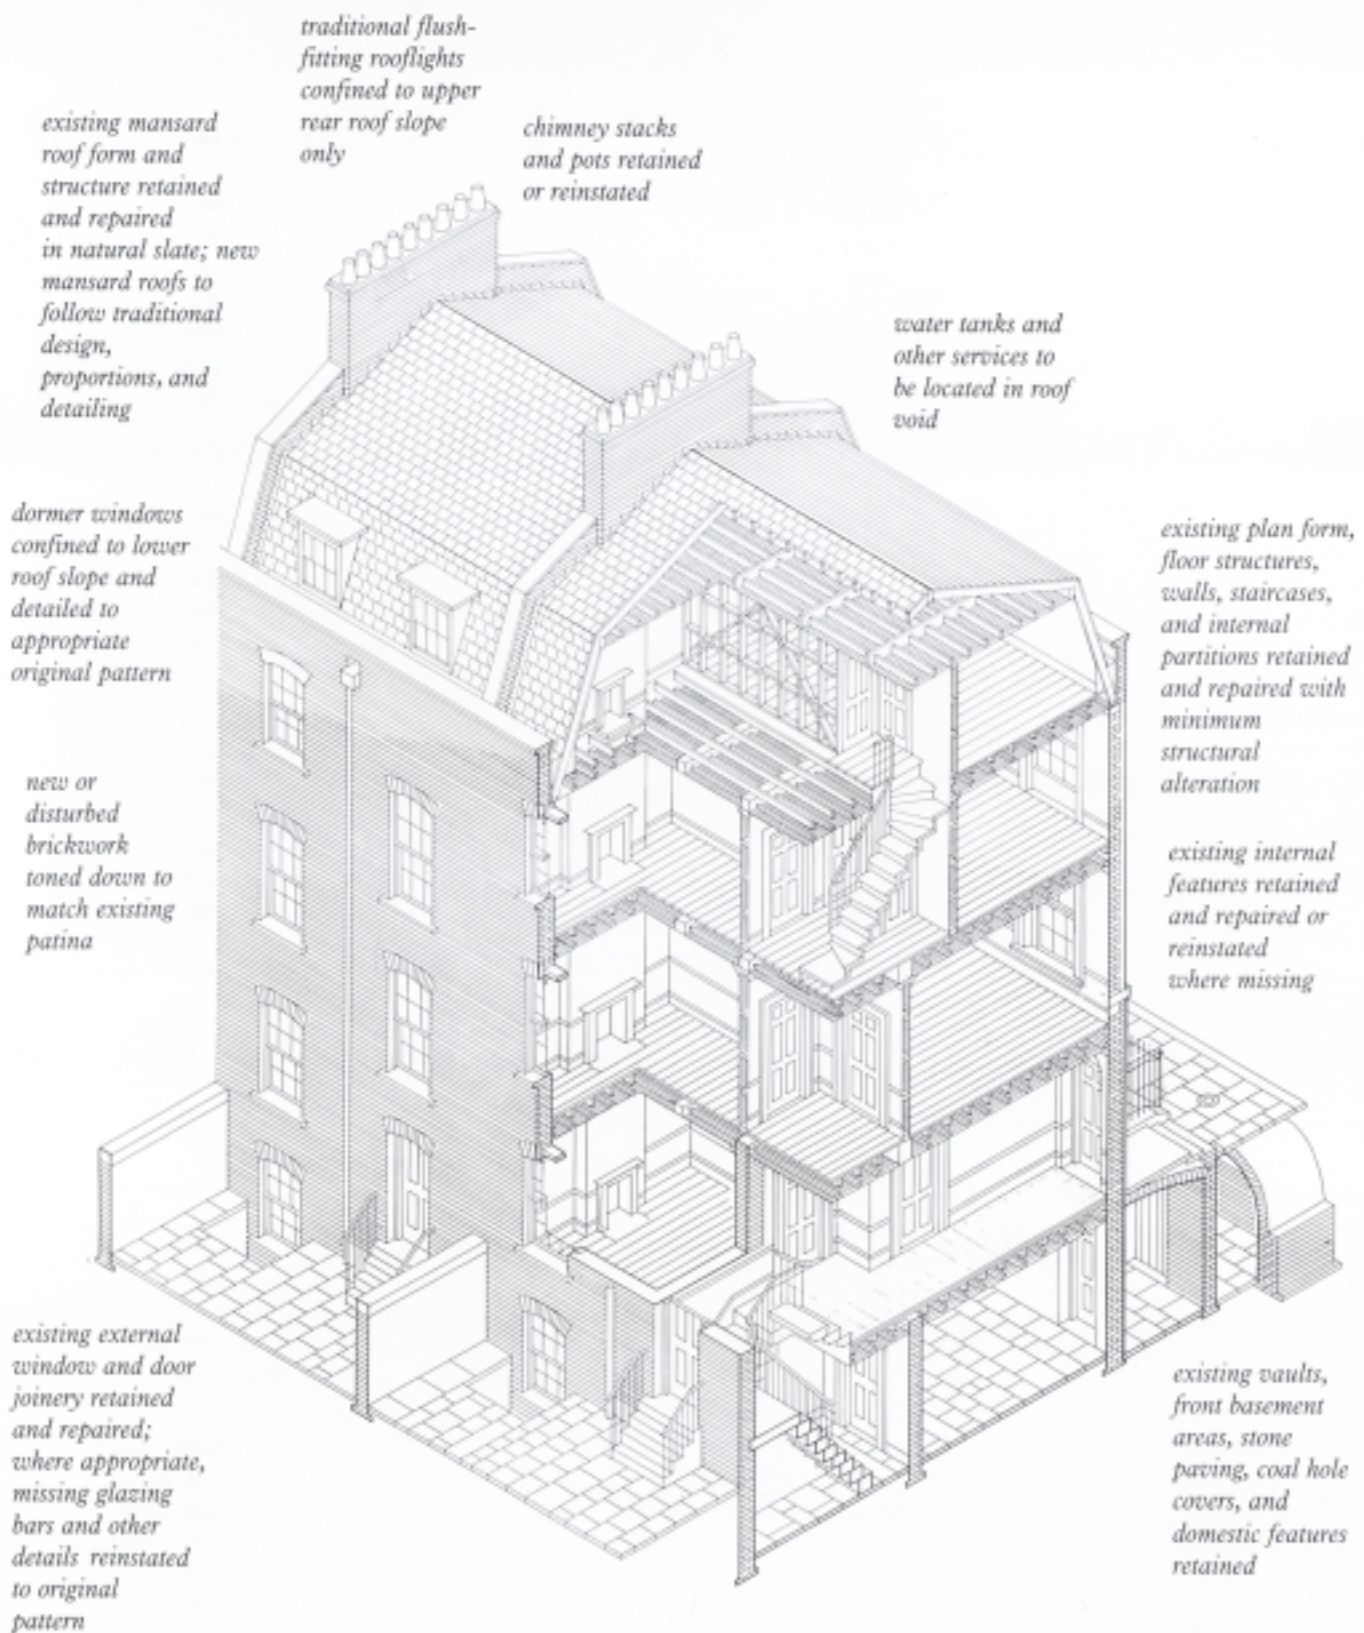 traditional flush-
fitting rooflights
confined to upper
rear roof slope
only
existing mansard
roof form and
structure retained
and repaired
in natural slate; new
mansard roofs to
follow traditional
design,
proportions, and
detailing
chimney stacks
and pots retained
or reinstated
water tanks and
other services to
be located in roof
void
dormer windows
confined to lower
roof slope and
detailed to
appropriate
original pattern
existing plan form,
floor structures,
walls, staircases,
and internal
partitions retained
and repaired with
minimum
structural
alteration
new or
disturbed
brickwork
toned down to
match existing
patina
existing internal
features retained
and repaired or
reinstated
where missing
existing external
window and door
joinery retained
and repaired;
where appropriate,
missing glazing
bars and other
details reinstated
to original
pattern
existing vaults,
front basement
areas, stone
paving, coal hole
covers, and
domestic features
retained